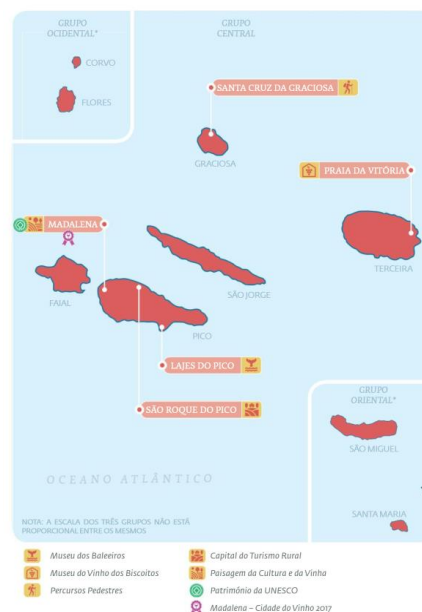 GRUPO
OCIDENTAL*
GRUPO
CENTRAL
CORVO
FLORES
SANTA CRUZ DA GRACIOSA
GRACIOSA
PRAIA DA VITÓRIA
MADALENA
TERCEIRA
FAIAL
SÃO JORGE
PICO
LAJES DO PICO
SÃO ROQUE DO PICO
GRUPO
ORIENTAL*
SÃO MIGUEL
OCEANO ATLÂNTICO
SANTA MARIA
NOTA: A ESCALA DOS TRÊS GRUPOS NÃO ESTÁ
PROPORCIONAL ENTRE OS MESMOS
Museu dos Baleeiros
Museu do Vinho dos Biscoitos
Percursos Pedestres
Capital do Turismo Rural
Paisagem da Cultura e da Vinha
Património da UNESCO
Madalena – Cidade do Vinho 2017